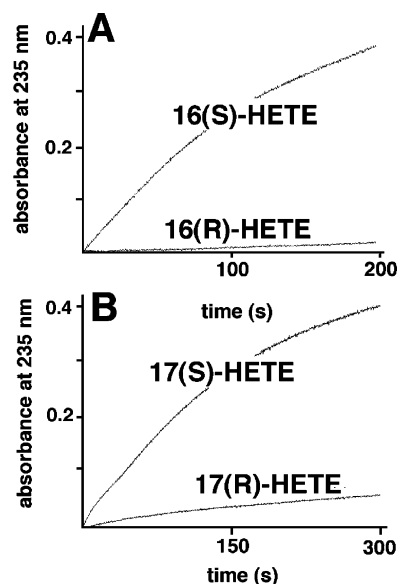 A
absorbance at 235 nm
0.4
0.2
16(S)-HETE
16(R)-HETE
100
200
time (s)
B
absorbance at 235 nm
0.4
0.2
17(S)-HETE
17(R)-HETE
150
300
time (s)